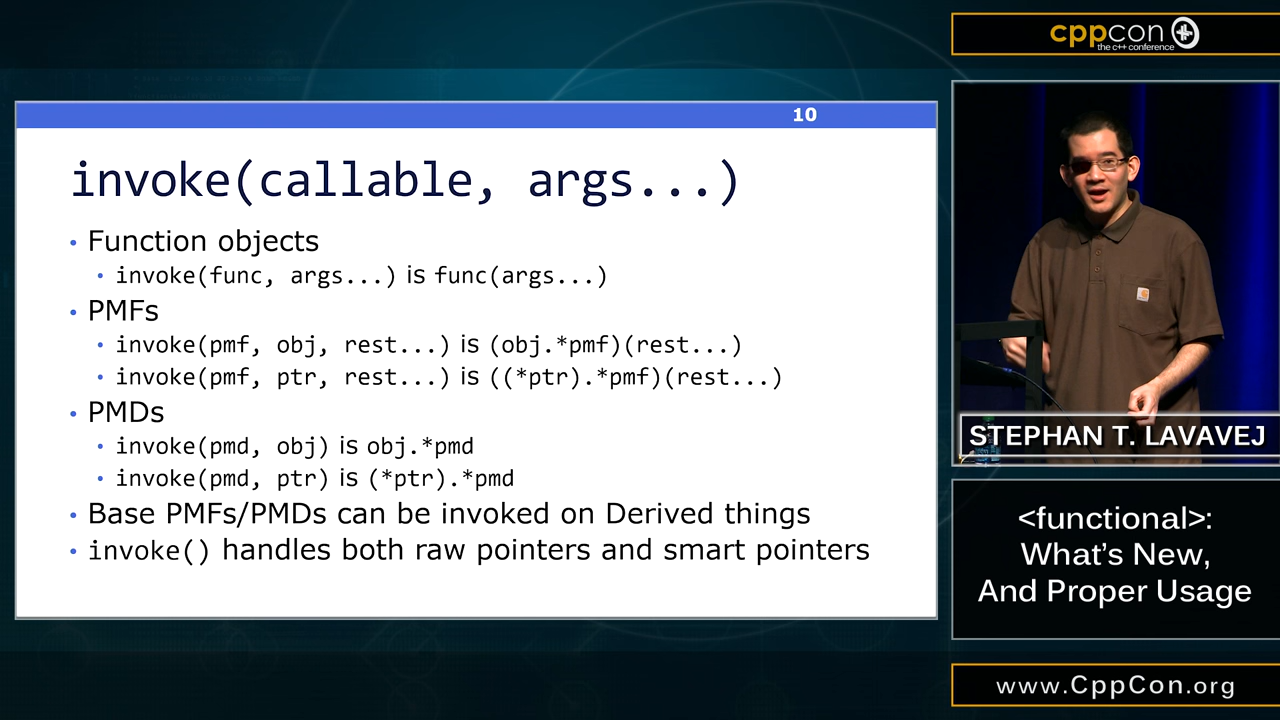 10
invoke(callable, args...)
• Function objects
• invoke(func, args...) is func(args...)
• PMFs
• invoke(pmf, obj, rest...) is (obj.*pmf)(rest...)
• invoke(pmf, ptr, rest...) is ((*ptr).*pmf)(rest...)
• PMDs
• invoke(pmd, obj) is obj.*pmd
• invoke(pmd, ptr) is (*ptr).*pmd
• Base PMFs/PMDs can be invoked on Derived things
• invoke() handles both raw pointers and smart pointers
cppcon
the c++ conference
STEPHAN T. LAVAVEJ
<functional>:
What's New,
And Proper Usage
www.CppCon.org